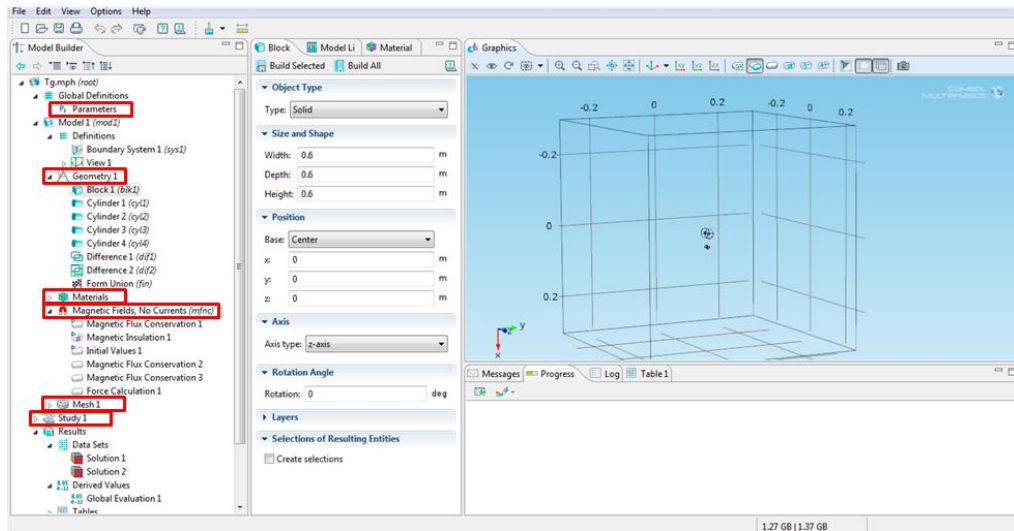 File Edit View Options Help
Model Builder
Tg.mph (root)
Global Definitions
Pi Parameters
Model 1 (mod1)
Definitions
Boundary System 1 (sys1)
View 1
Geometry 1
Block 1 (blk1)
Cylinder 1 (cyl1)
Cylinder 2 (cyl2)
Cylinder 3 (cyl3)
Cylinder 4 (cyl4)
Difference 1 (dif1)
Difference 2 (dif2)
Form Union (fin)
Materials
Magnetic Fields, No Currents (mfnc)
Magnetic Flux Conservation 1
Magnetic Insulation 1
Initial Values 1
Magnetic Flux Conservation 2
Magnetic Flux Conservation 3
Force Calculation 1
Mesh 1
Study 1
Results
Data Sets
Solution 1
Solution 2
Derived Values
Global Evaluation 1
Tables
Block Model Li Material
Build Selected Build All
Object Type
Type: Solid
Size and Shape
Width: 0.6 m
Depth: 0.6 m
Height: 0.6 m
Position
Base: Center
x: 0 m
y: 0 m
z: 0 m
Axis
Axis type: z-axis
Rotation Angle
Rotation: 0 deg
Layers
Selections of Resulting Entities
Create selections
Graphics
xy yz xz
COMSOL
MULTIPHYSICS
-0.2 0 0.2 -0.2 0 0.2
-0.2
0
0.2
z y
x
Messages Progress Log Table 1
1.27 GB | 1.37 GB